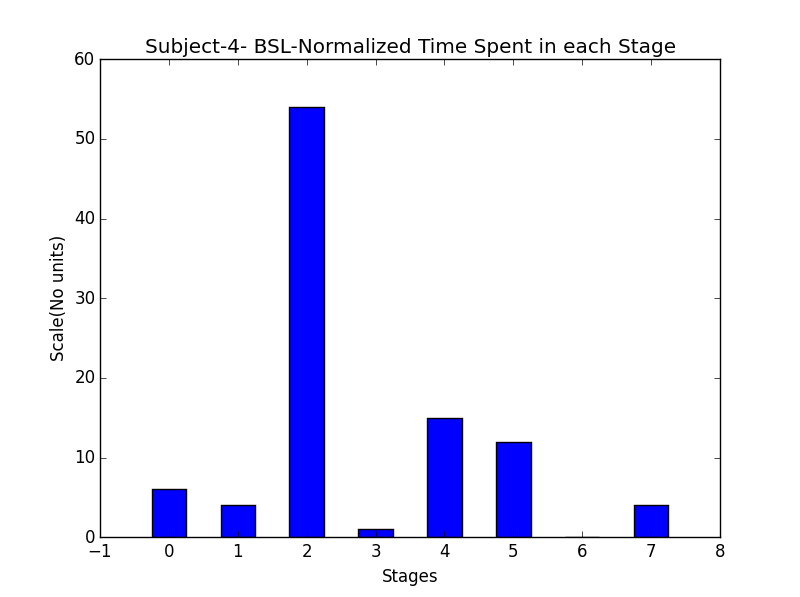 Subject-4- BSL-Normalized Time Spent in each Stage
60
50
40
30
20
10
0
Scale(No units)
−1 0 1 2 3 4 5 6 7 8
Stages